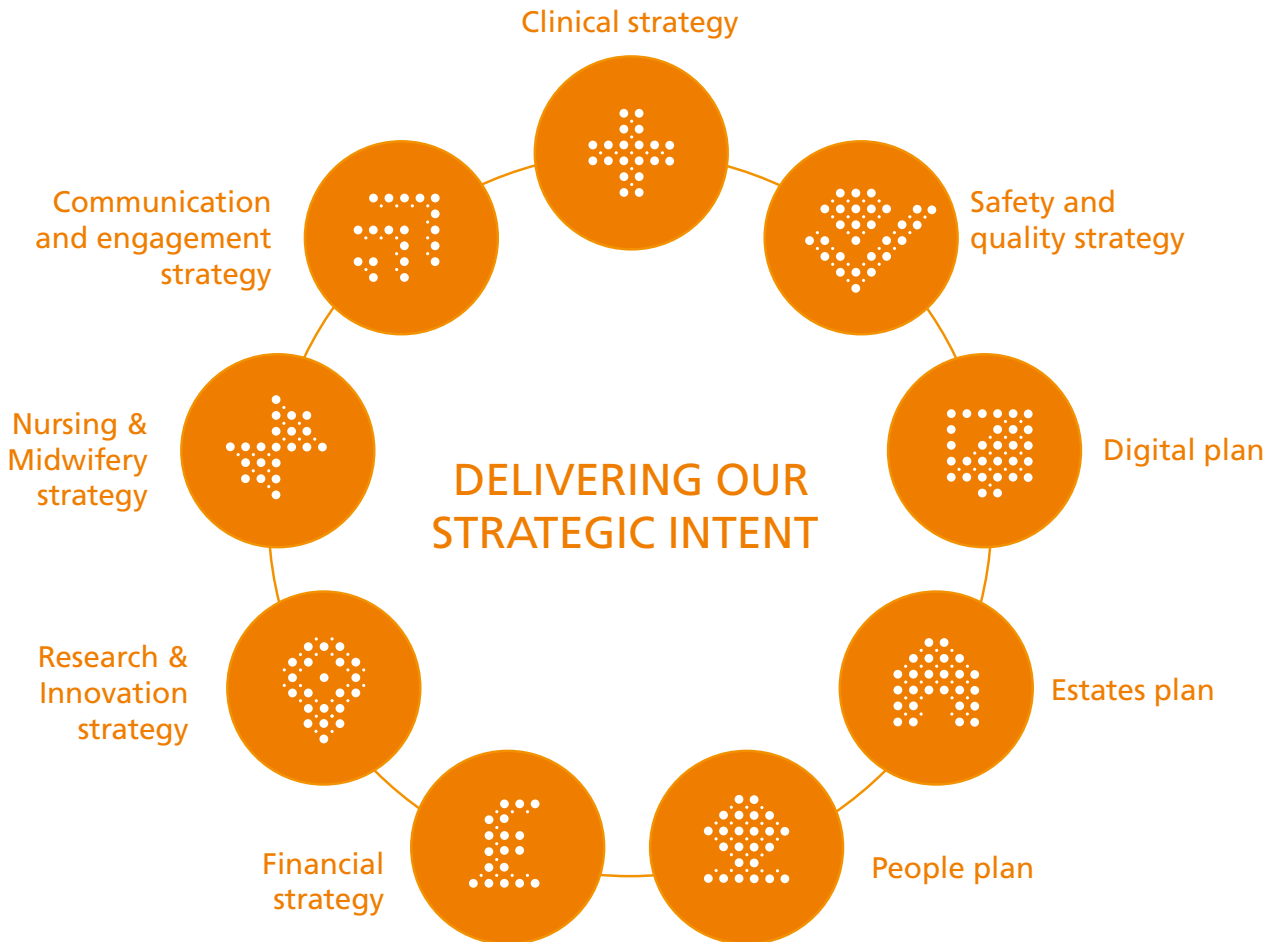 Clinical strategy
Safety and
quality strategy
Digital plan
Estates plan
People plan
Financial
strategy
Research &
Innovation
strategy
Nursing &
Midwifery
strategy
Communication
and engagement
strategy
DELIVERING OUR
STRATEGIC INTENT